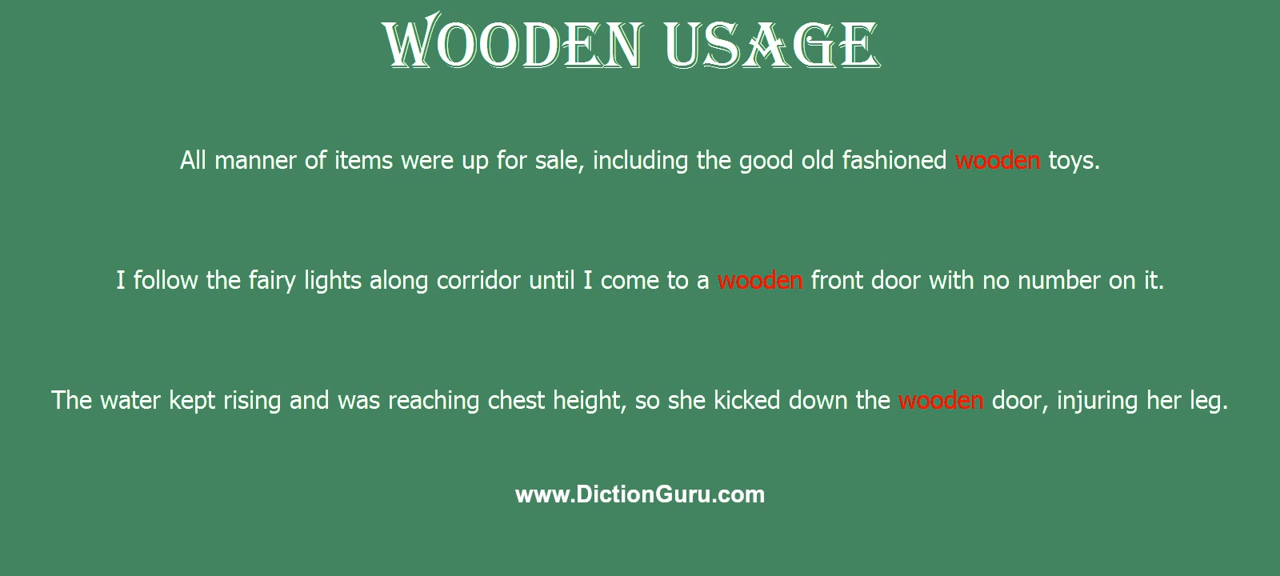 WOODEN USAGE
All manner of items were up for sale, including the good old fashioned wooden toys.
I follow the fairy lights along corridor until I come to a wooden front door with no number on it.
The water kept rising and was reaching chest height, so she kicked down the wooden door, injuring her leg.
www.DictionGuru.com